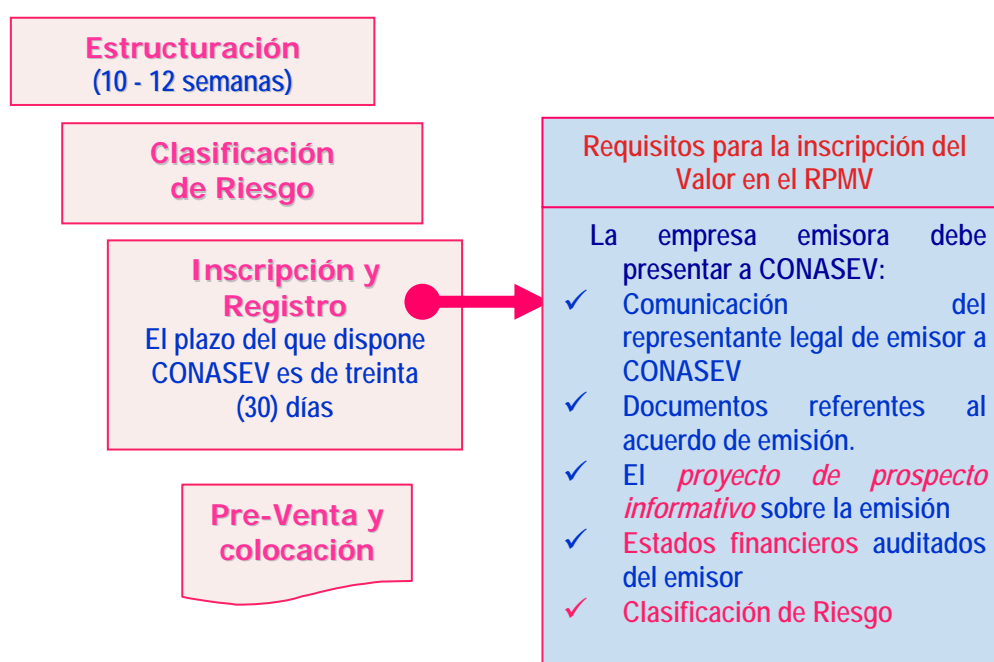 Estructuración
(10 - 12 semanas)
Clasificación
de Riesgo
Inscripción y
Registro
El plazo del que dispone
CONASEV es de treinta
(30) días
Pre-Venta y
colocación
Requisitos para la inscripción del
Valor en el RPMV
La empresa emisora debe
presentar a CONASEV:
✓ Comunicación del
representante legal de emisor a
CONASEV
✓ Documentos referentes al
acuerdo de emisión.
✓ El proyecto de prospecto
informativo sobre la emisión
✓ Estados financieros auditados
del emisor
✓ Clasificación de Riesgo